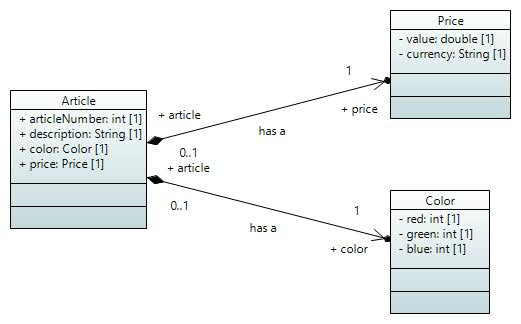 Price
- value: double [1]
- currency: String [1]
1
+ price
Article
+ articleNumber: int [1]
+ description: String [1]
+ color: Color [1]
+ price: Price [1]
+ article
has a
0..1
+ article
0..1
has a
1
+ color
Color
- red: int [1]
- green: int [1]
- blue: int [1]